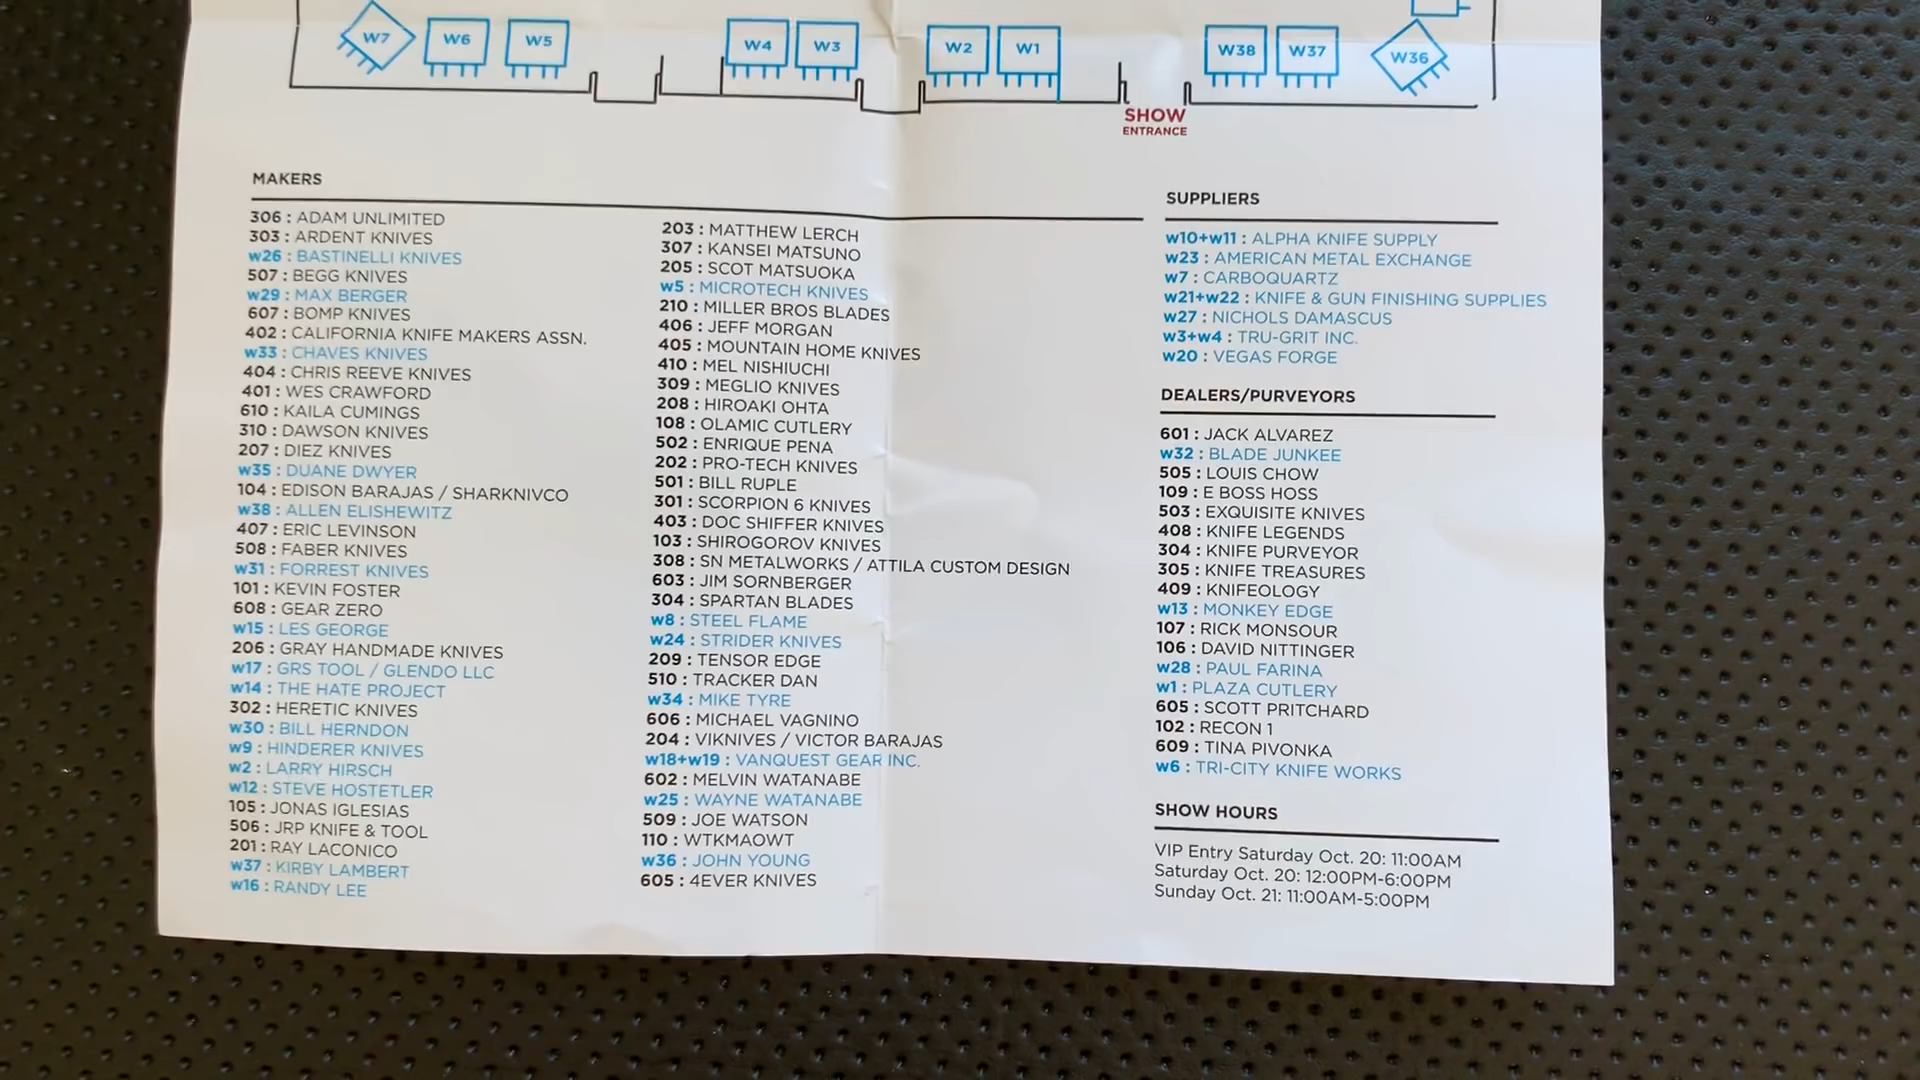 W7
W6
W5
W4
W3
W2
W1
W38
W37
W36
SHOW
ENTRANCE
MAKERS
306 : ADAM UNLIMITED
303 : ARDENT KNIVES
w26 : BASTINELLI KNIVES
507 : BEGG KNIVES
w29 : MAX BERGER
607 : BOMP KNIVES
402 : CALIFORNIA KNIFE MAKERS ASSN.
w33 : CHAVES KNIVES
404 : CHRIS REEVE KNIVES
401 : WES CRAWFORD
610 : KAILA CUMINGS
310 : DAWSON KNIVES
207 : DIEZ KNIVES
w35 : DUANE DWYER
104 : EDISON BARAJAS / SHARKNIVCO
w38 : ALLEN ELISHEWITZ
407 : ERIC LEVINSON
508 : FABER KNIVES
w31 : FORREST KNIVES
101 : KEVIN FOSTER
608 : GEAR ZERO
w15 : LES GEORGE
206 : GRAY HANDMADE KNIVES
w17 : GRS TOOL / GLENDO LLC
w14 : THE HATE PROJECT
302 : HERETIC KNIVES
w30 : BILL HERNDON
w9 : HINDERER KNIVES
w2 : LARRY HIRSCH
w12 : STEVE HOSTETLER
105 : JONAS IGLESIAS
506 : JRP KNIFE & TOOL
201 : RAY LACONICO
w37 : KIRBY LAMBERT
w16 : RANDY LEE
203 : MATTHEW LERCH
307 : KANSEI MATSUNO
205 : SCOT MATSUOKA
w5 : MICROTECH KNIVES
210 : MILLER BROS BLADES
406 : JEFF MORGAN
405 : MOUNTAIN HOME KNIVES
410 : MEL NISHIUCHI
309 : MEGLIO KNIVES
208 : HIROAKI OHTA
108 : OLAMIC CUTLERY
502 : ENRIQUE PENA
202 : PRO-TECH KNIVES
501 : BILL RUPLE
301 : SCORPION 6 KNIVES
403 : DOC SHIFFER KNIVES
103 : SHIROGOROV KNIVES
308 : SN METALWORKS / ATTILA CUSTOM DESIGN
603 : JIM SORNBERGER
304 : SPARTAN BLADES
w8 : STEEL FLAME
w24 : STRIDER KNIVES
209 : TENSOR EDGE
510 : TRACKER DAN
w34 : MIKE TYRE
606 : MICHAEL VAGNINO
204 : VIKNIVES / VICTOR BARAJAS
w18+w19 : VANQUEST GEAR INC.
602 : MELVIN WATANABE
w25 : WAYNE WATANABE
509 : JOE WATSON
110 : WTKMAOWT
w36 : JOHN YOUNG
605 : 4EVER KNIVES
SUPPLIERS
w10+w11 : ALPHA KNIFE SUPPLY
w23 : AMERICAN METAL EXCHANGE
w7 : CARBOQUARTZ
w21+w22 : KNIFE & GUN FINISHING SUPPLIES
w27 : NICHOLS DAMASCUS
w3+w4 : TRU-GRIT INC.
w20 : VEGAS FORGE
DEALERS/PURVEYORS
601 : JACK ALVAREZ
w32 : BLADE JUNKEE
505 : LOUIS CHOW
109 : E BOSS HOSS
503 : EXQUISITE KNIVES
408 : KNIFE LEGENDS
304 : KNIFE PURVEYOR
305 : KNIFE TREASURES
409 : KNIFEOLOGY
w13 : MONKEY EDGE
107 : RICK MONSOUR
106 : DAVID NITTINGER
w28 : PAUL FARINA
w1 : PLAZA CUTLERY
605 : SCOTT PRITCHARD
102 : RECON 1
609 : TINA PIVONKA
w6 : TRI-CITY KNIFE WORKS
SHOW HOURS
VIP Entry Saturday Oct. 20: 11:00AM
Saturday Oct. 20: 12:00PM-6:00PM
Sunday Oct. 21: 11:00AM-5:00PM